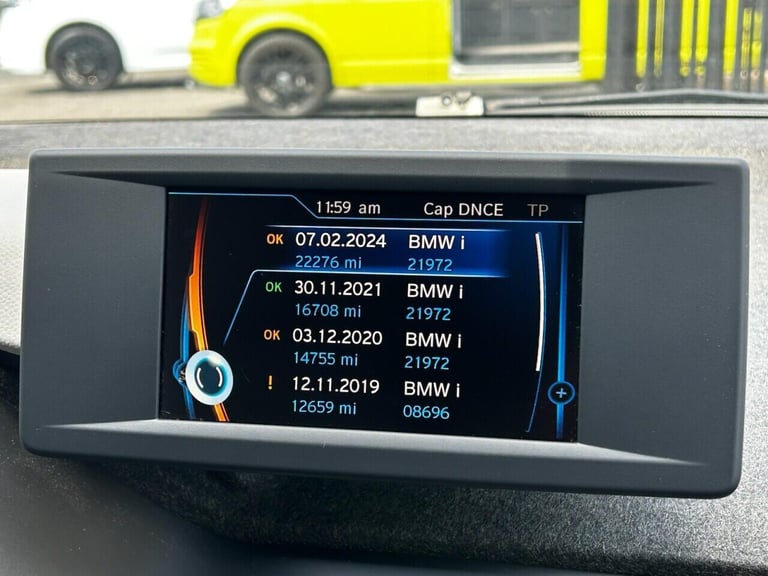 11:59 am Cap DNCE TP
OK 07.02.2024 BMW i
22276 mi 21972
OK 30.11.2021 BMW i
16708 mi 21972
OK 03.12.2020 BMW i
14755 mi 21972
! 12.11.2019 BMW i
12659 mi 08696